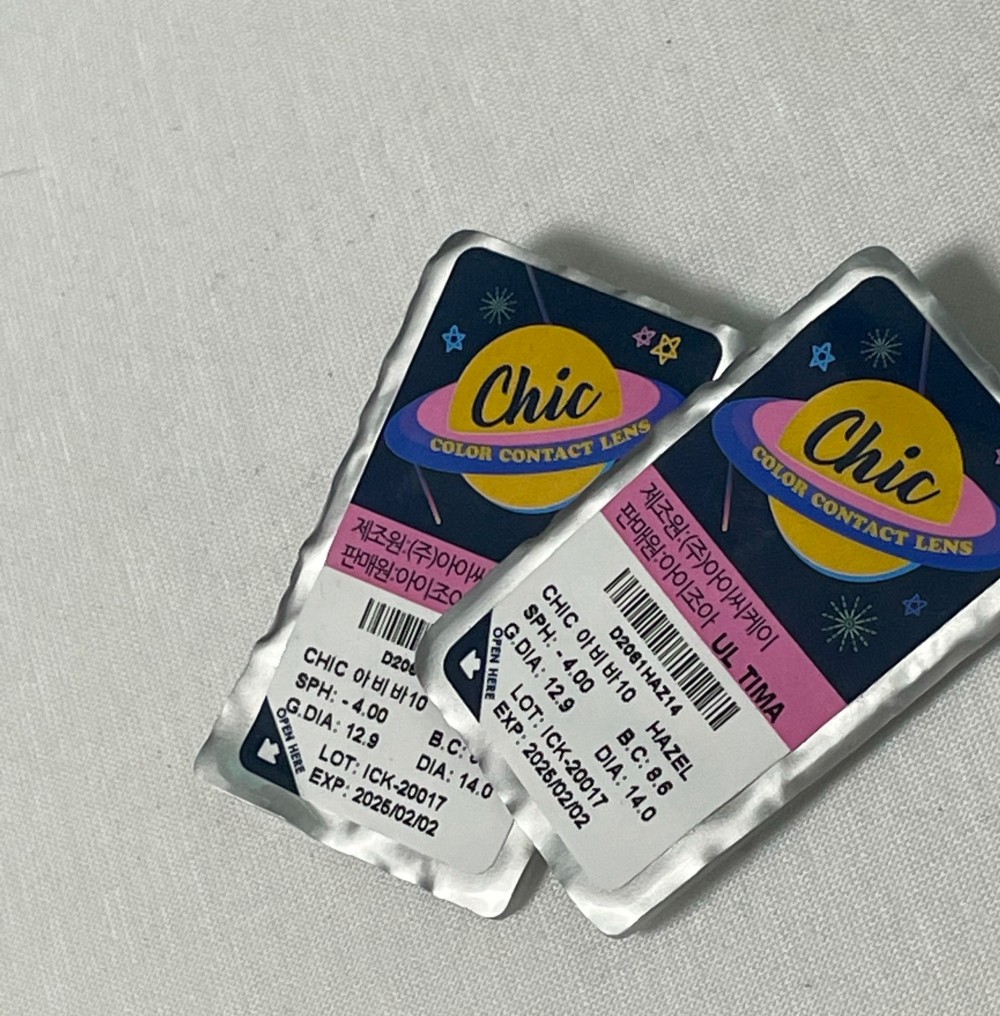 Chic
COLOR CONTACT LENS
제조원:(주)아이씨
판매원:아이조아
CHIC 아비바10
SPH: - 4.00
G.DIA: 12.9
B.C:
DIA: 14.0
LOT: ICK-20017
EXP: 2025/02/02
OPEN HERE
Chic
COLOR CONTACT LENS
제조원:(주)아이씨케이
판매원:아이조아 UL TIMA
D2061HAZ14
CHIC 아비바10 HAZEL
SPH: - 4.00 B.C: 8.6
G.DIA: 12.9 DIA: 14.0
LOT: ICK-20017
EXP: 2025/02/02
OPEN HERE